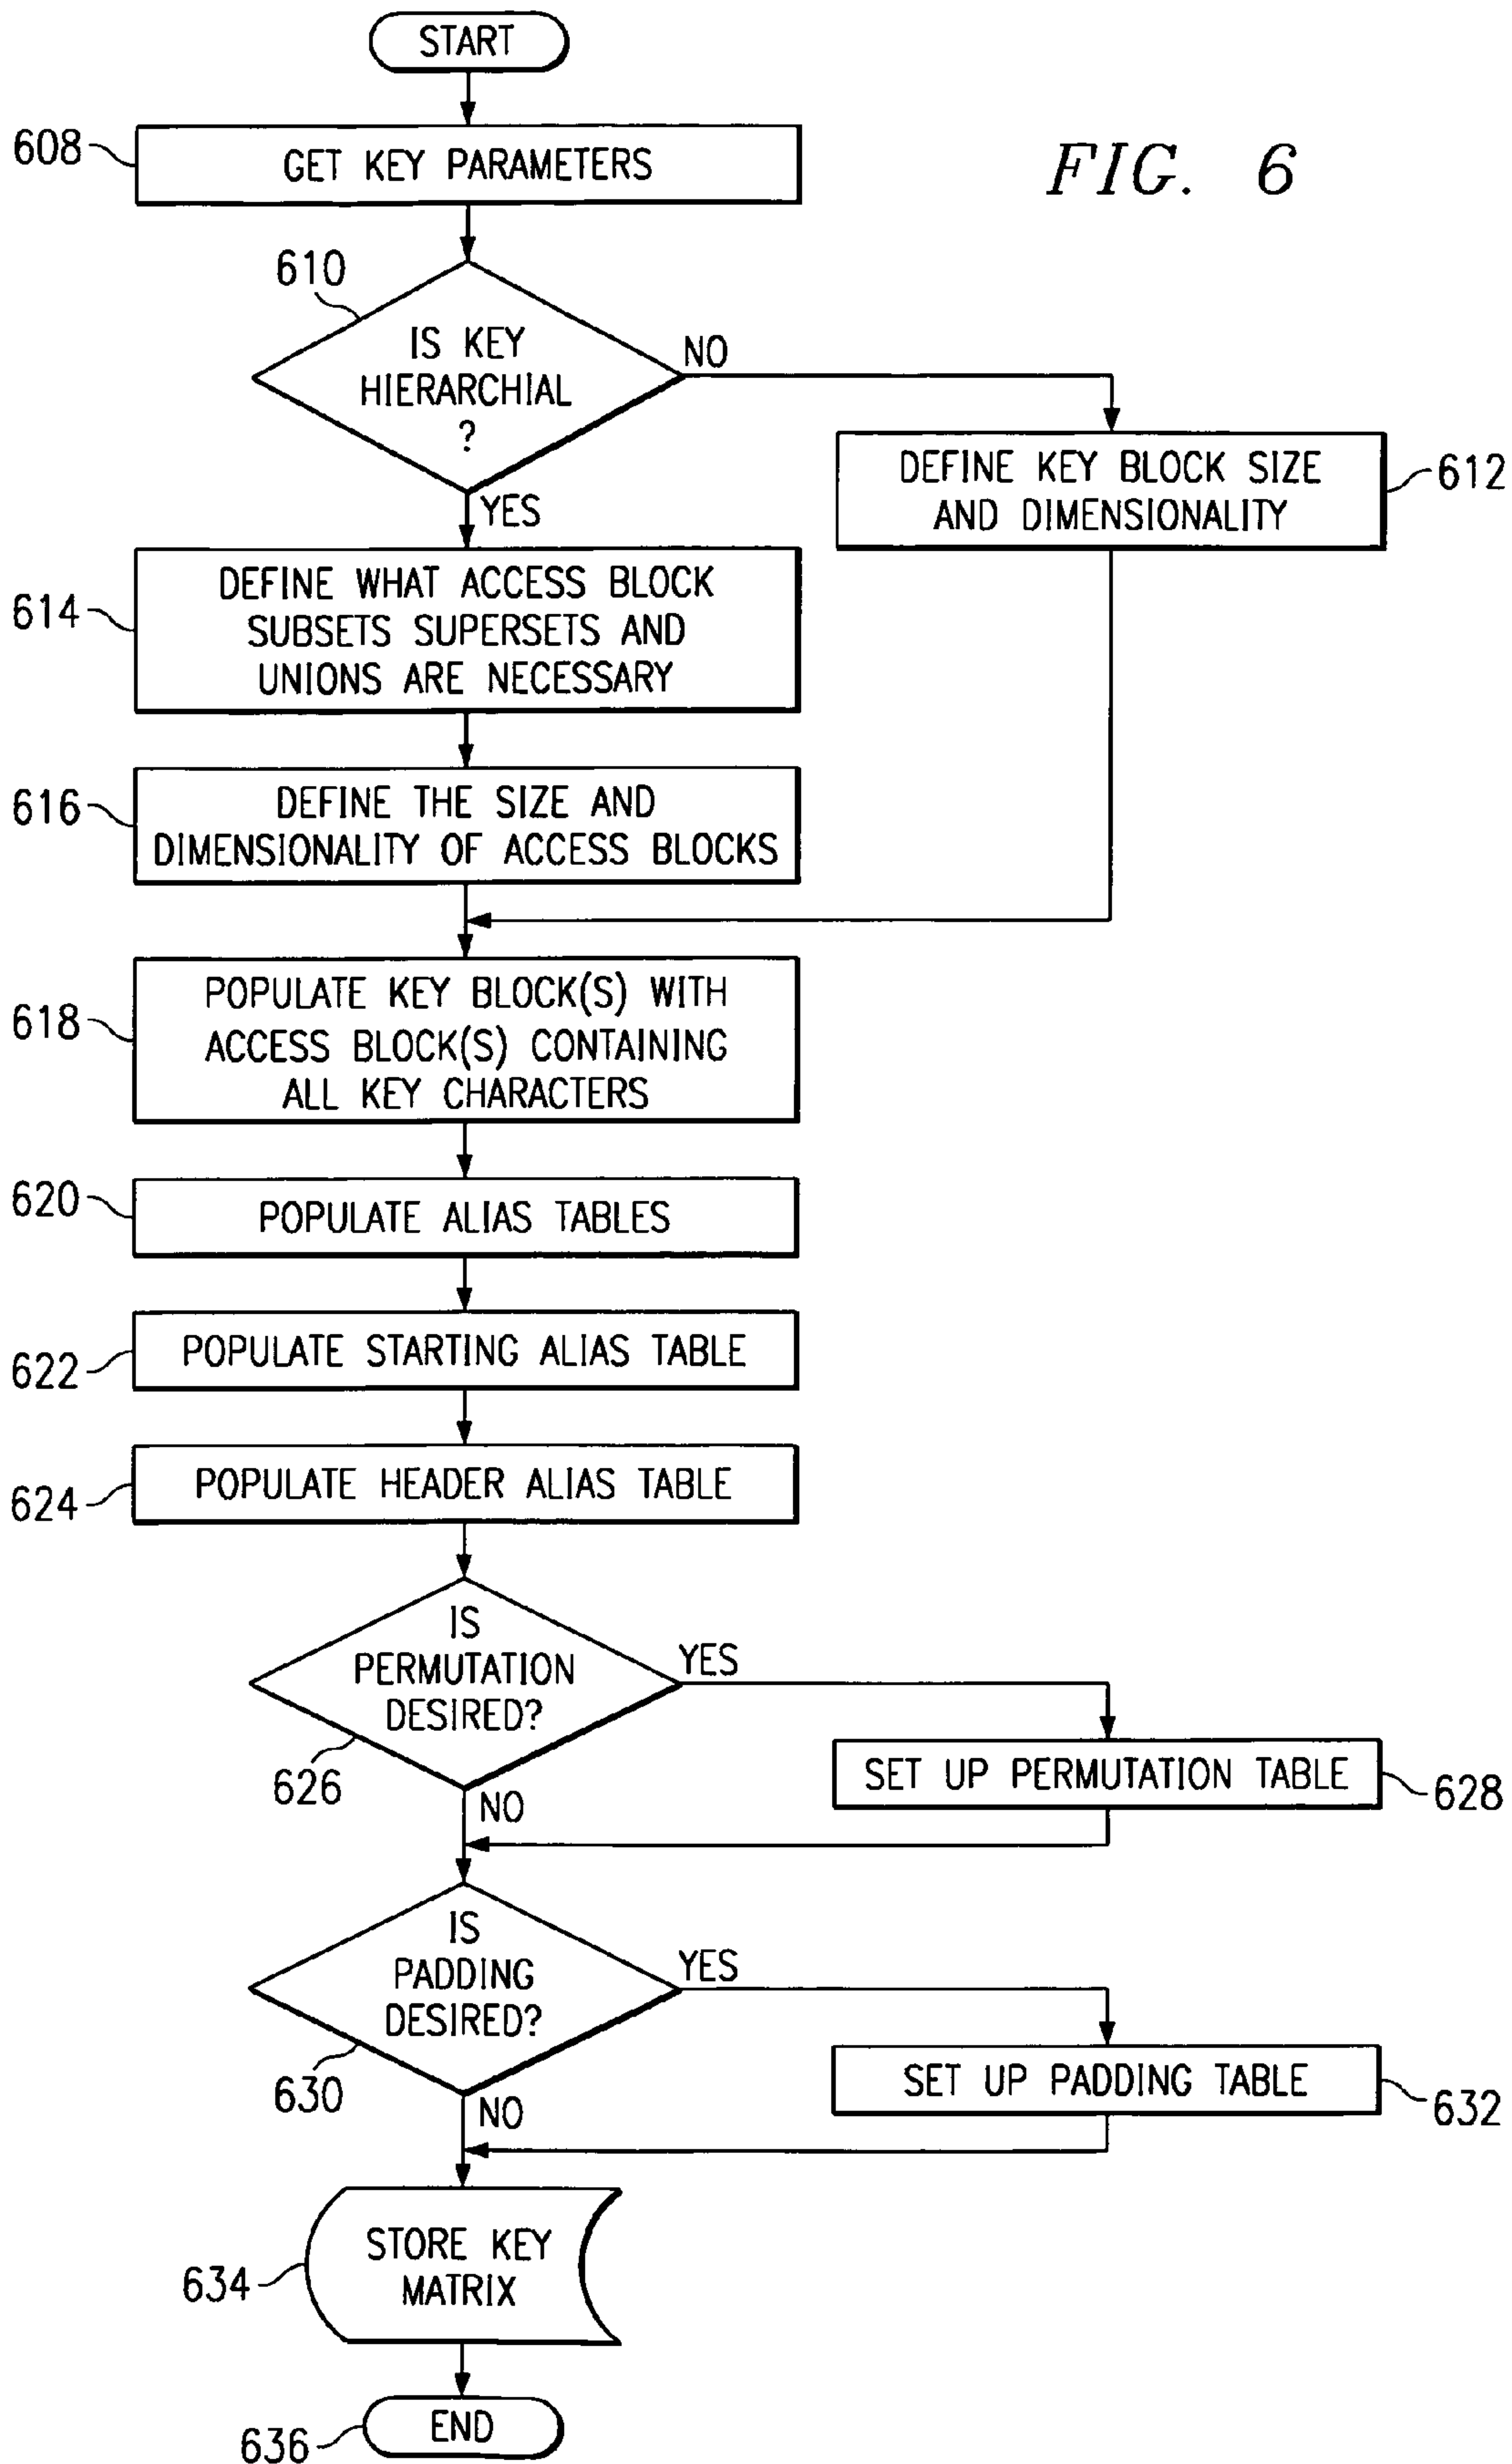 START
608
GET KEY PARAMETERS
FIG. 6
610
IS KEY
HIERARCHIAL
?
NO
YES
DEFINE KEY BLOCK SIZE
AND DIMENSIONALITY
612
614
DEFINE WHAT ACCESS BLOCK
SUBSETS SUPERSETS AND
UNIONS ARE NECESSARY
616
DEFINE THE SIZE AND
DIMENSIONALITY OF ACCESS BLOCKS
618
POPULATE KEY BLOCK(S) WITH
ACCESS BLOCK(S) CONTAINING
ALL KEY CHARACTERS
620
POPULATE ALIAS TABLES
622
POPULATE STARTING ALIAS TABLE
624
POPULATE HEADER ALIAS TABLE
IS
PERMUTATION
DESIRED?
YES
626
NO
SET UP PERMUTATION TABLE
628
IS
PADDING
DESIRED?
YES
630
NO
SET UP PADDING TABLE
632
STORE KEY
MATRIX
634
END
636